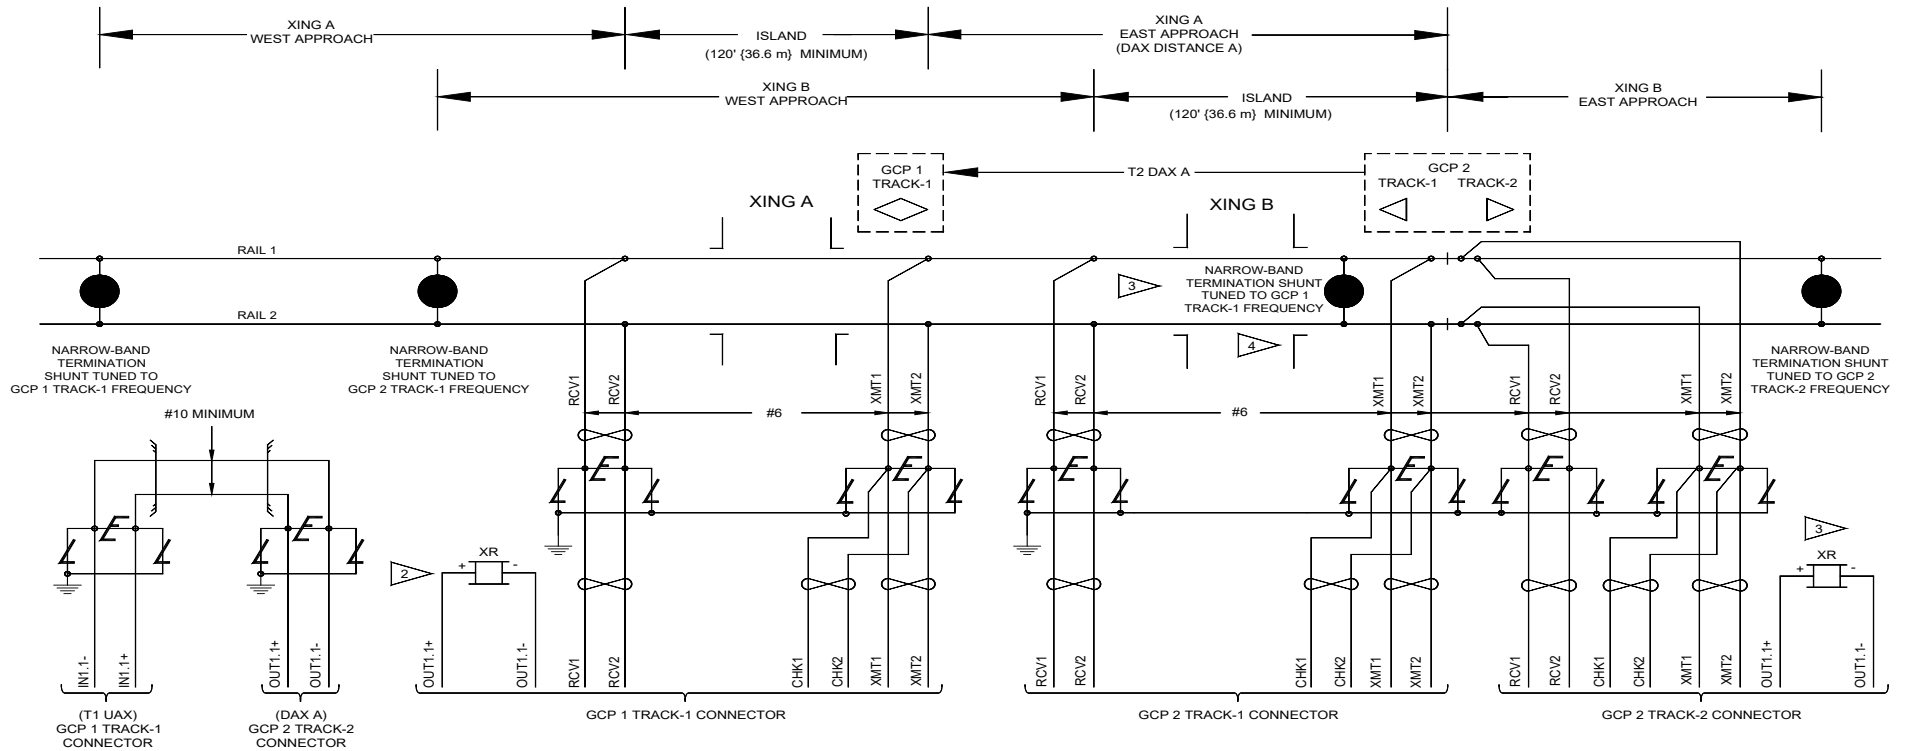 XING A
WEST APPROACH
ISLAND
(120' {36.6 m} MINIMUM)
XING A
EAST APPROACH
(DAX DISTANCE A)
XING B
WEST APPROACH
ISLAND
(120' {36.6 m} MINIMUM)
XING B
EAST APPROACH
GCP 1
TRACK-1
T2 DAX A
GCP 2
TRACK-1 TRACK-2
XING A
XING B
RAIL 1
RAIL 2
3
NARROW-BAND
TERMINATION SHUNT
TUNED TO GCP 1
TRACK-1 FREQUENCY
4
NARROW-BAND
TERMINATION
SHUNT TUNED TO
GCP 1 TRACK-1 FREQUENCY
NARROW-BAND
TERMINATION
SHUNT TUNED TO
GCP 2 TRACK-1 FREQUENCY
NARROW-BAND
TERMINATION SHUNT
TUNED TO GCP 2
TRACK-2 FREQUENCY
RCV1
RCV2
XMT1
XMT2
RCV1
RCV2
XMT1
XMT2
RCV1
RCV2
XMT1
XMT2
#10 MINIMUM
#6
#6
2
XR
+ -
3
XR
+ -
IN1.1-
IN1.1+
OUT1.1+
OUT1.1-
OUT1.1+
OUT1.1-
RCV1
RCV2
CHK1
CHK2
XMT1
XMT2
RCV1
RCV2
CHK1
CHK2
XMT1
XMT2
RCV1
RCV2
CHK1
CHK2
XMT1
XMT2
OUT1.1+
OUT1.1-
(T1 UAX)
GCP 1 TRACK-1
CONNECTOR
(DAX A)
GCP 2 TRACK-2
CONNECTOR
GCP 1 TRACK-1 CONNECTOR
GCP 2 TRACK-1 CONNECTOR
GCP 2 TRACK-2 CONNECTOR